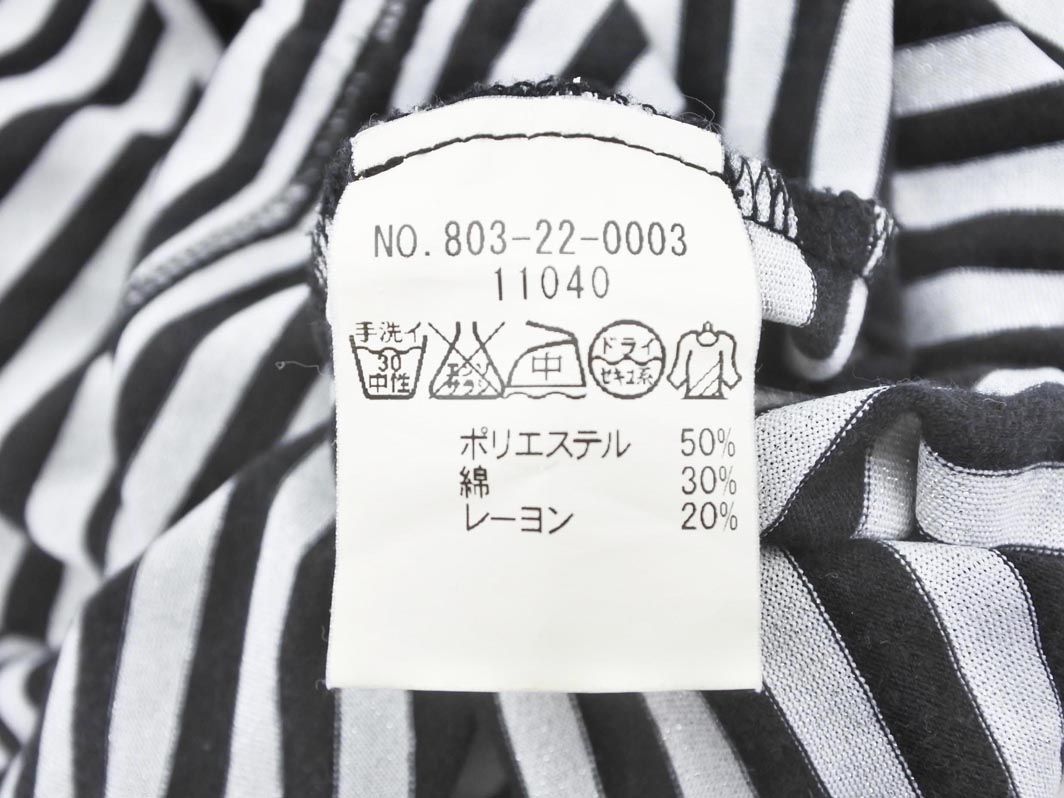 NO. 803-22-0003
11040
手洗イ
30
中性
エンソ
サラシ
中
ドライ
セキユ系
ポリエステル 50%
綿 30%
レーヨン 20%